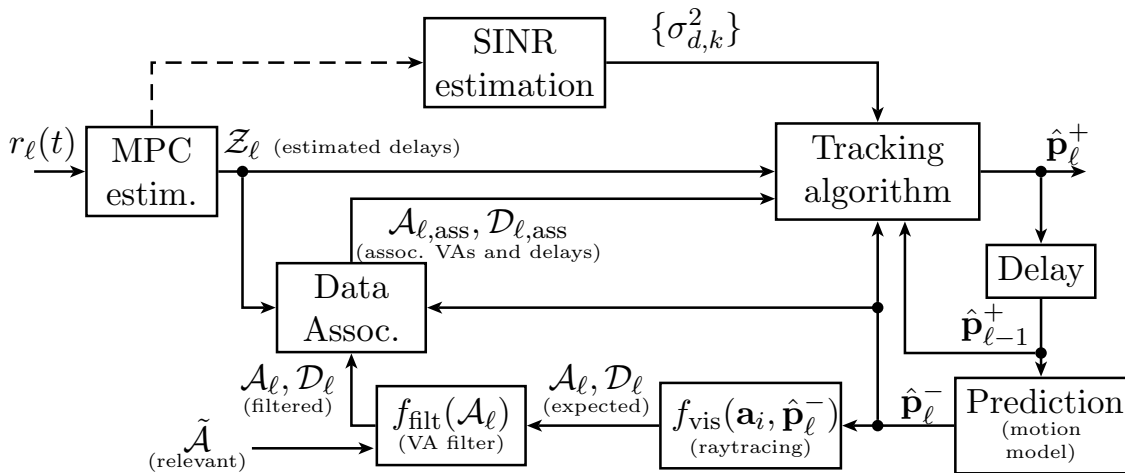 SINR
estimation
{σ²_{d,k}}
r_ℓ(t)
MPC
estim.
𝒵_ℓ (estimated delays)
Tracking
algorithm
p̂_ℓ^+
𝒜_{ℓ,ass}, 𝒟_{ℓ,ass}
(assoc. VAs and delays)
Data
Assoc.
Delay
p̂_{ℓ−1}^+
𝒜_ℓ, 𝒟_ℓ
(filtered)
f_filt(𝒜_ℓ)
(VA filter)
𝒜_ℓ, 𝒟_ℓ
(expected)
f_vis(a_i, p̂_ℓ^−)
(raytracing)
p̂_ℓ^−
Prediction
(motion
model)
𝒜̃
(relevant)